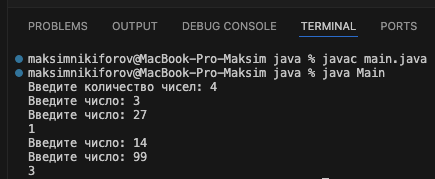 PROBLEMS OUTPUT DEBUG CONSOLE TERMINAL PORTS
maksimnikiforov@MacBook-Pro-Maksim java % javac main.java
maksimnikiforov@MacBook-Pro-Maksim java % java Main
Введите количество чисел: 4
Введите число: 3
Введите число: 27
1
Введите число: 14
Введите число: 99
3